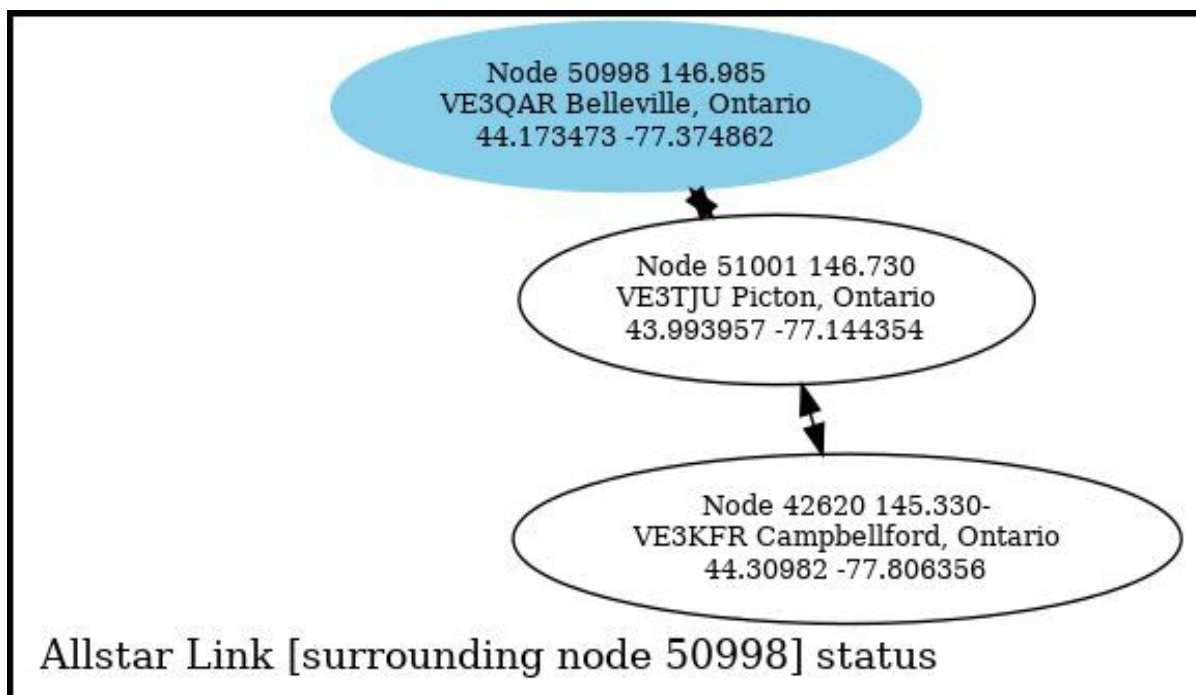 Node 50998 146.985
VE3QAR Belleville, Ontario
44.173473 -77.374862
Node 51001 146.730
VE3TJU Picton, Ontario
43.993957 -77.144354
Node 42620 145.330-
VE3KFR Campbellford, Ontario
44.30982 -77.806356
Allstar Link [surrounding node 50998] status